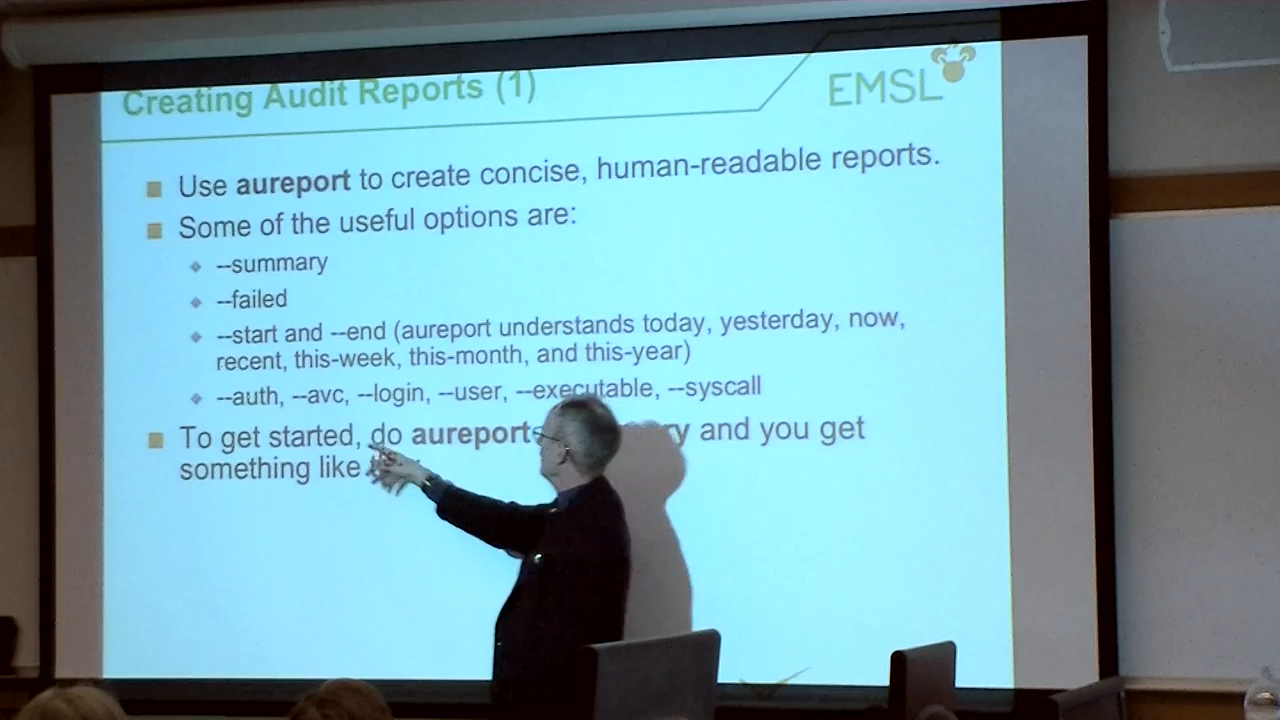 Creating Audit Reports (1)
EMSL
Use aureport to create concise, human-readable reports.
Some of the useful options are:
--summary
--failed
--start and --end (aureport understands today, yesterday, now,
recent, this-week, this-month, and this-year)
--auth, --avc, --login, --user, --executable, --syscall
To get started, do aureport and you get
something like